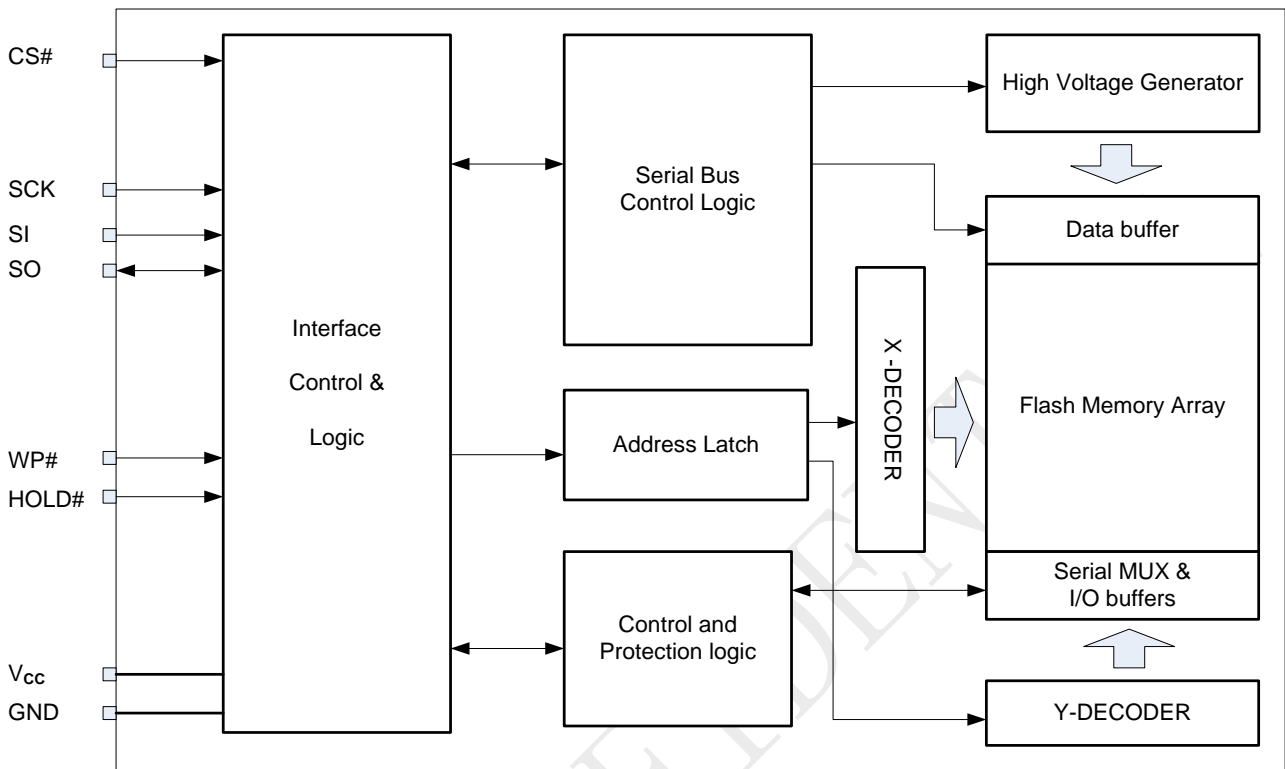 CS#
SCK
SI
SO
WP#
HOLD#
Vcc
GND
Interface
Control &
Logic
Serial Bus
Control Logic
Address Latch
Control and
Protection logic
X -DECODER
High Voltage Generator
Data buffer
Flash Memory Array
Serial MUX &
I/O buffers
Y-DECODER